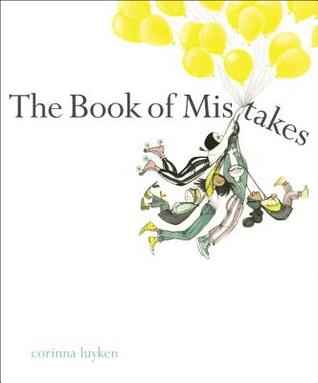 The Book of Mistakes
corinna luyken